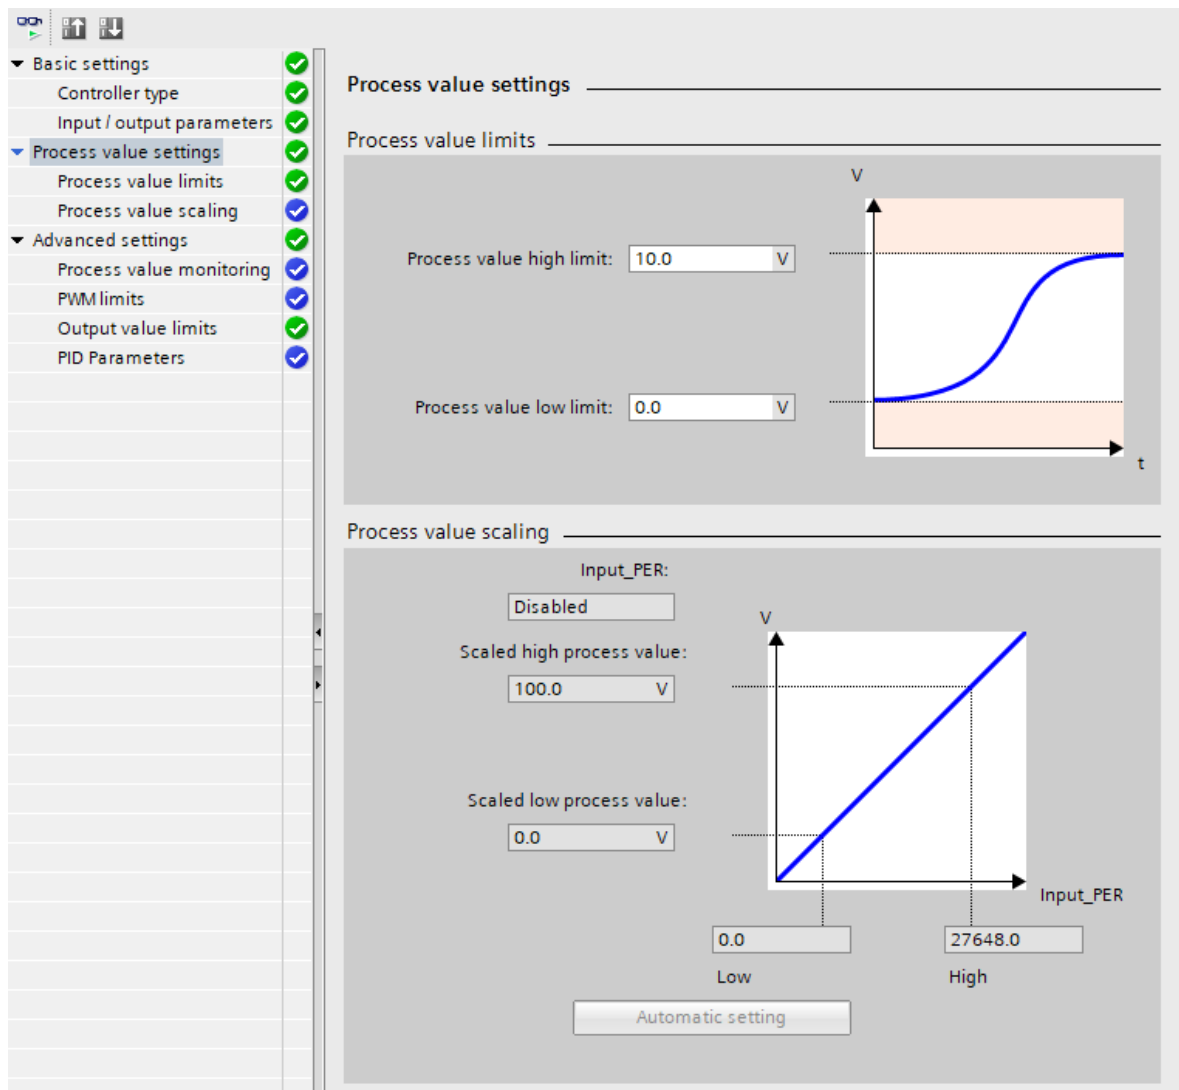 Basic settings
Controller type
Input / output parameters
Process value settings
Process value limits
Process value scaling
Advanced settings
Process value monitoring
PWM limits
Output value limits
PID Parameters
Process value settings
Process value limits
V
Process value high limit: 10.0 V
Process value low limit: 0.0 V
t
Process value scaling
Input_PER:
Disabled
V
Scaled high process value:
100.0 V
Scaled low process value:
0.0 V
Input_PER
0.0 27648.0
Low High
Automatic setting